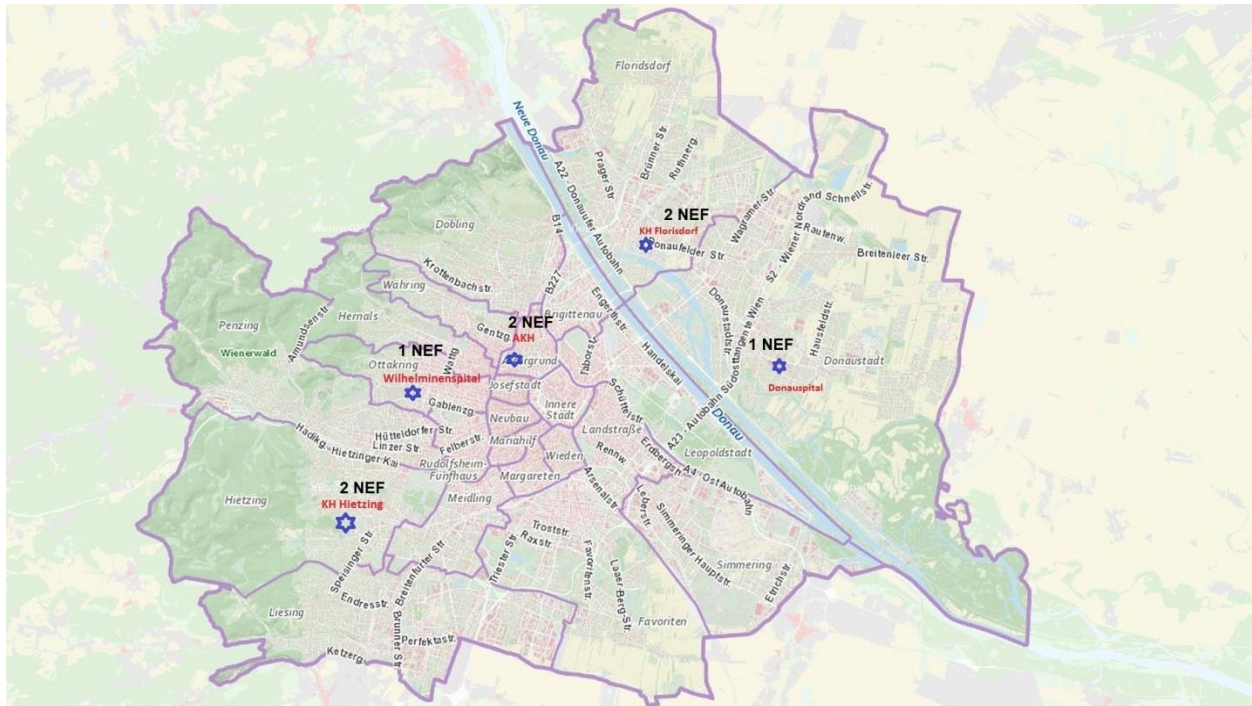 Floridsdorf
Neue Donau
A22 - Donauufer Autobahn
Prager Str
Brünner Str
Ruthnerg.
B14
Döbling
2 NEF
KH Florisdorf
Donaufelder Str.
Wagramer Str.
S2 - Wiener Nordrand Schnellstr.
Rautenw.
Breitenleer Str.
Krottenbachstr.
B227
Währing
Hernals
Amundsenstr.
Penzing
Wienerwald
Gentzg.
Brigittenau
Engerthstr
2 NEF
AKH
Alsergrund
Taborstr.
Handelskai
Donaustadtstr.
A23 - Autobahn Südosttangente Wien
1 NEF
Donauspital
Hausfeldstr.
Donaustadt
1 NEF
Wilhelminenspital
Ottakring
Wattg.
Gablenzg.
Josefstadt
Neubau
Innere
Stadt
Schüttelstr.
Landstraße
Donau
Leopoldstadt
Hadikg.
Hietzinger Kai
Hütteldorfer Str.
Linzer Str.
Felberstr.
Mariahilf
Wieden
Rennw.
Erdbergstr.
A4 - Ost Autobahn
Rudolfsheim-
Fünfhaus
Margareten
Meidling
Arsenalstr.
Leberstr.
Simmeringer Hauptstr.
Simmering
Etrichstr.
Hietzing
2 NEF
KH Hietzing
Speisinger Str.
Breitenfurter Str.
Triester Str.
Troststr.
Raxstr.
Favoritenstr.
Laaer-Berg-Str.
Favoriten
Liesing
Endresstr.
Brunner Str.
Perfektastr.
Ketzerg.